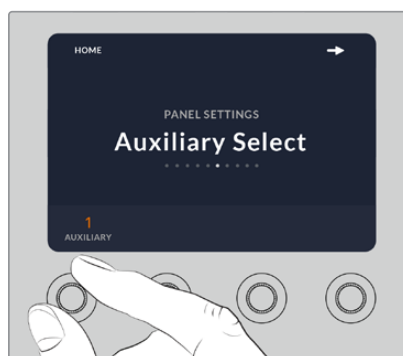 HOME
PANEL SETTINGS
Auxiliary Select
1
AUXILIARY